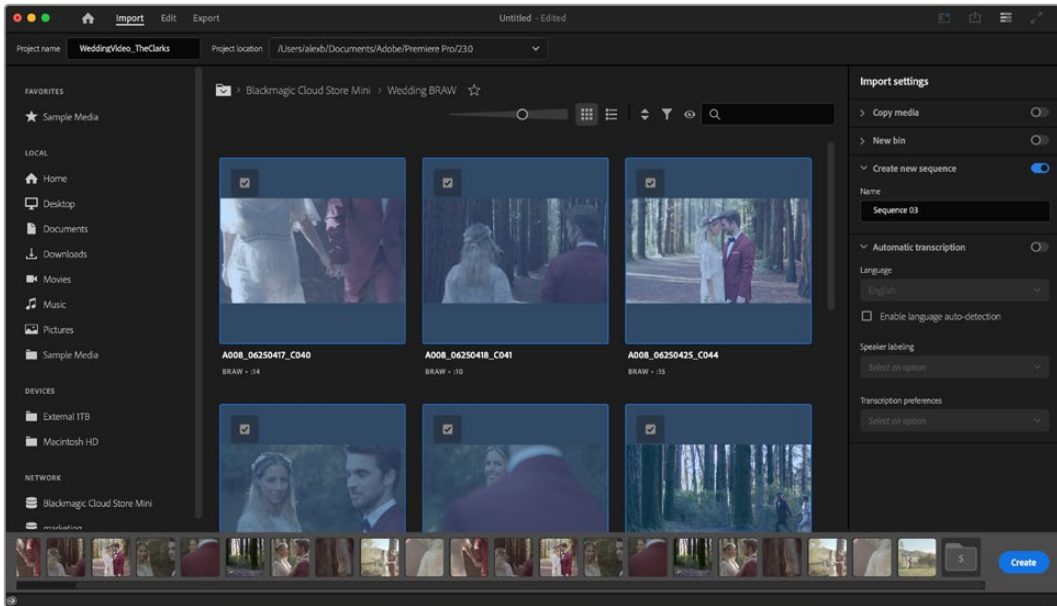 Import Edit Export Untitled - Edited
Project name WeddingVideo_TheClarks Project location /Users/alexb/Documents/Adobe/Premiere Pro/23.0
FAVORITES
Sample Media
LOCAL
Home
Desktop
Documents
Downloads
Movies
Music
Pictures
Sample Media
DEVICES
External 1TB
Macintosh HD
NETWORK
Blackmagic Cloud Store Mini
marketing
> Blackmagic Cloud Store Mini > Wedding BRAW
A008_06250417_C040
BRAW • :14
A008_06250418_C041
BRAW • :10
A008_06250425_C044
BRAW • :15
Import settings
Copy media
New bin
Create new sequence
Name
Sequence 03
Automatic transcription
Language
English
Enable language auto-detection
Speaker labeling
Select an option
Transcription preferences
Select an option
S
Create